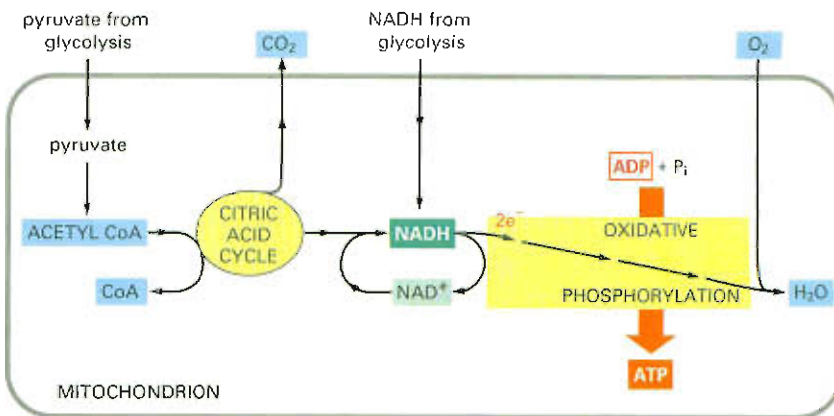 pyruvate from
glycolysis
CO₂
NADH from
glycolysis
O₂
pyruvate
ADP + Pᵢ
ACETYL CoA
CITRIC
ACID
CYCLE
NADH
2e⁻
OXIDATIVE
CoA
NAD⁺
PHOSPHORYLATION
H₂O
ATP
MITOCHONDRION